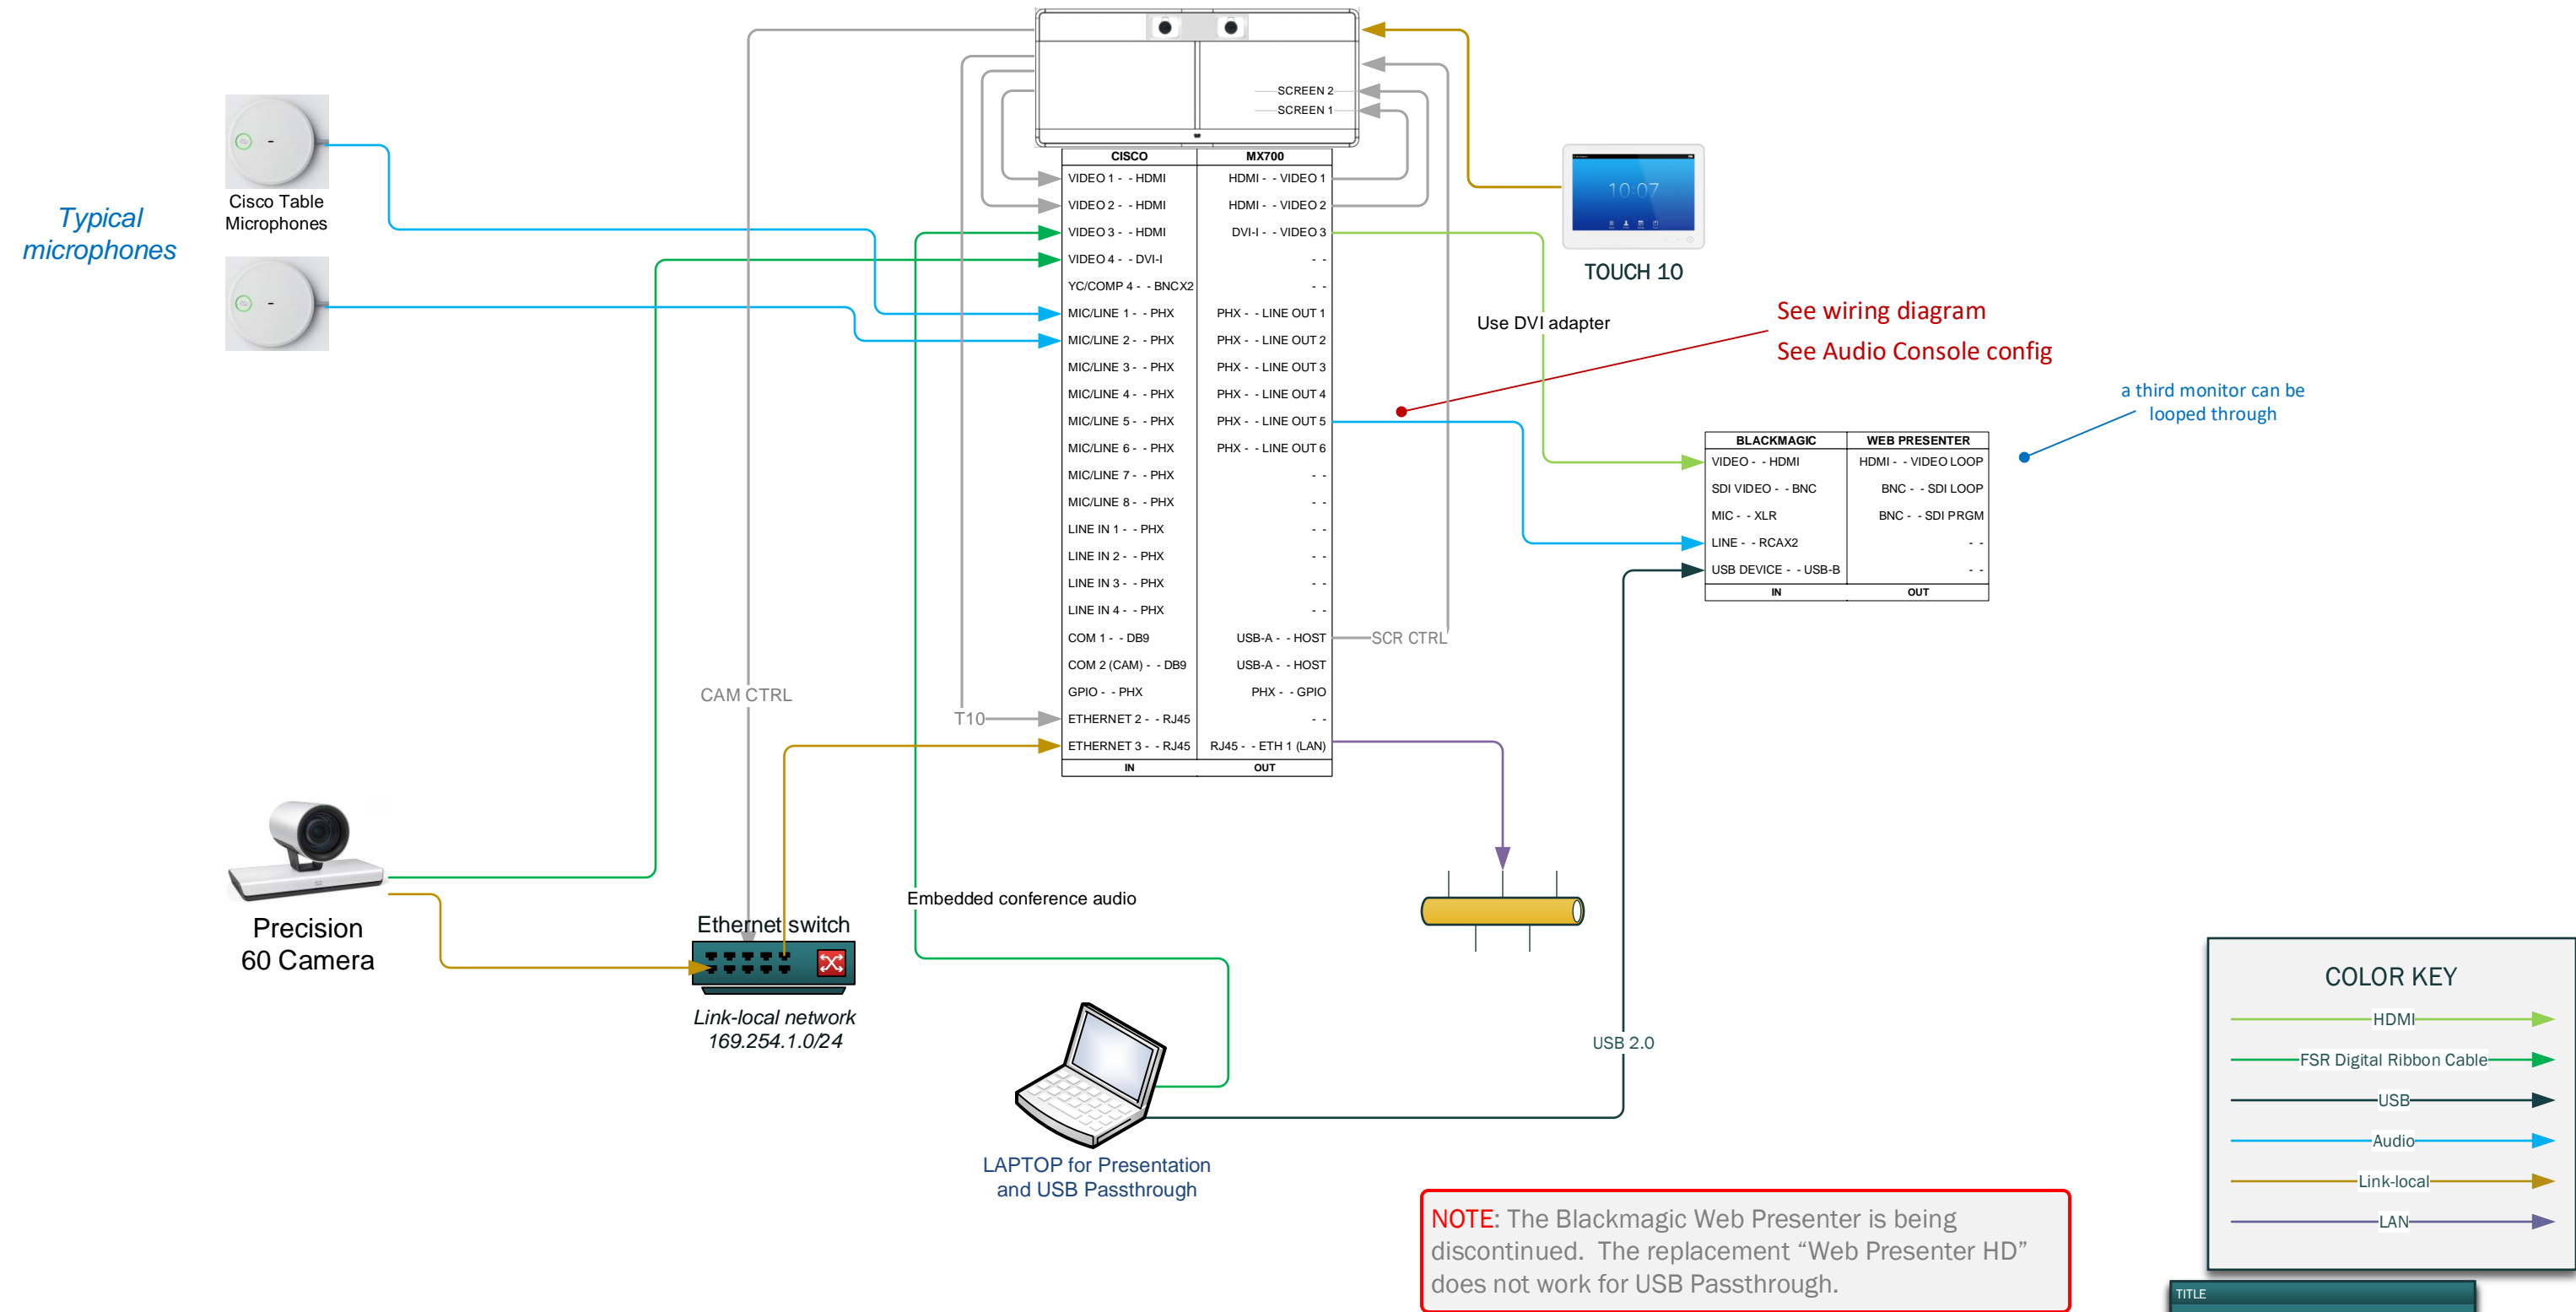 SCREEN 2
SCREEN 1
CISCO MX700
VIDEO 1 - - HDMI HDMI - - VIDEO 1
VIDEO 2 - - HDMI HDMI - - VIDEO 2
VIDEO 3 - - HDMI DVI-I - - VIDEO 3
VIDEO 4 - - DVI-I - -
YC/COMP 4 - - BNCX2 - -
MIC/LINE 1 - - PHX PHX - - LINE OUT 1
MIC/LINE 2 - - PHX PHX - - LINE OUT 2
MIC/LINE 3 - - PHX PHX - - LINE OUT 3
MIC/LINE 4 - - PHX PHX - - LINE OUT 4
MIC/LINE 5 - - PHX PHX - - LINE OUT 5
MIC/LINE 6 - - PHX PHX - - LINE OUT 6
MIC/LINE 7 - - PHX - -
MIC/LINE 8 - - PHX - -
LINE IN 1 - - PHX - -
LINE IN 2 - - PHX - -
LINE IN 3 - - PHX - -
LINE IN 4 - - PHX - -
COM 1 - - DB9 USB-A - - HOST
COM 2 (CAM) - - DB9 USB-A - - HOST
GPIO - - PHX PHX - - GPIO
ETHERNET 2 - - RJ45 - -
ETHERNET 3 - - RJ45 RJ45 - - ETH 1 (LAN)
IN OUT
Typical
microphones
Cisco Table
Microphones
10:07
TOUCH 10
Use DVI adapter
See wiring diagram
See Audio Console config
a third monitor can be
looped through
BLACKMAGIC WEB PRESENTER
VIDEO - - HDMI HDMI - - VIDEO LOOP
SDI VIDEO - - BNC BNC - - SDI LOOP
MIC - - XLR BNC - - SDI PRGM
LINE - - RCAX2 - -
USB DEVICE - - USB-B - -
IN OUT
SCR CTRL
CAM CTRL
T10
Embedded conference audio
Precision
60 Camera
Ethernet switch
Link-local network
169.254.1.0/24
USB 2.0
LAPTOP for Presentation
and USB Passthrough
NOTE: The Blackmagic Web Presenter is being
discontinued. The replacement “Web Presenter HD”
does not work for USB Passthrough.
COLOR KEY
HDMI
FSR Digital Ribbon Cable
USB
Audio
Link-local
LAN
TITLE